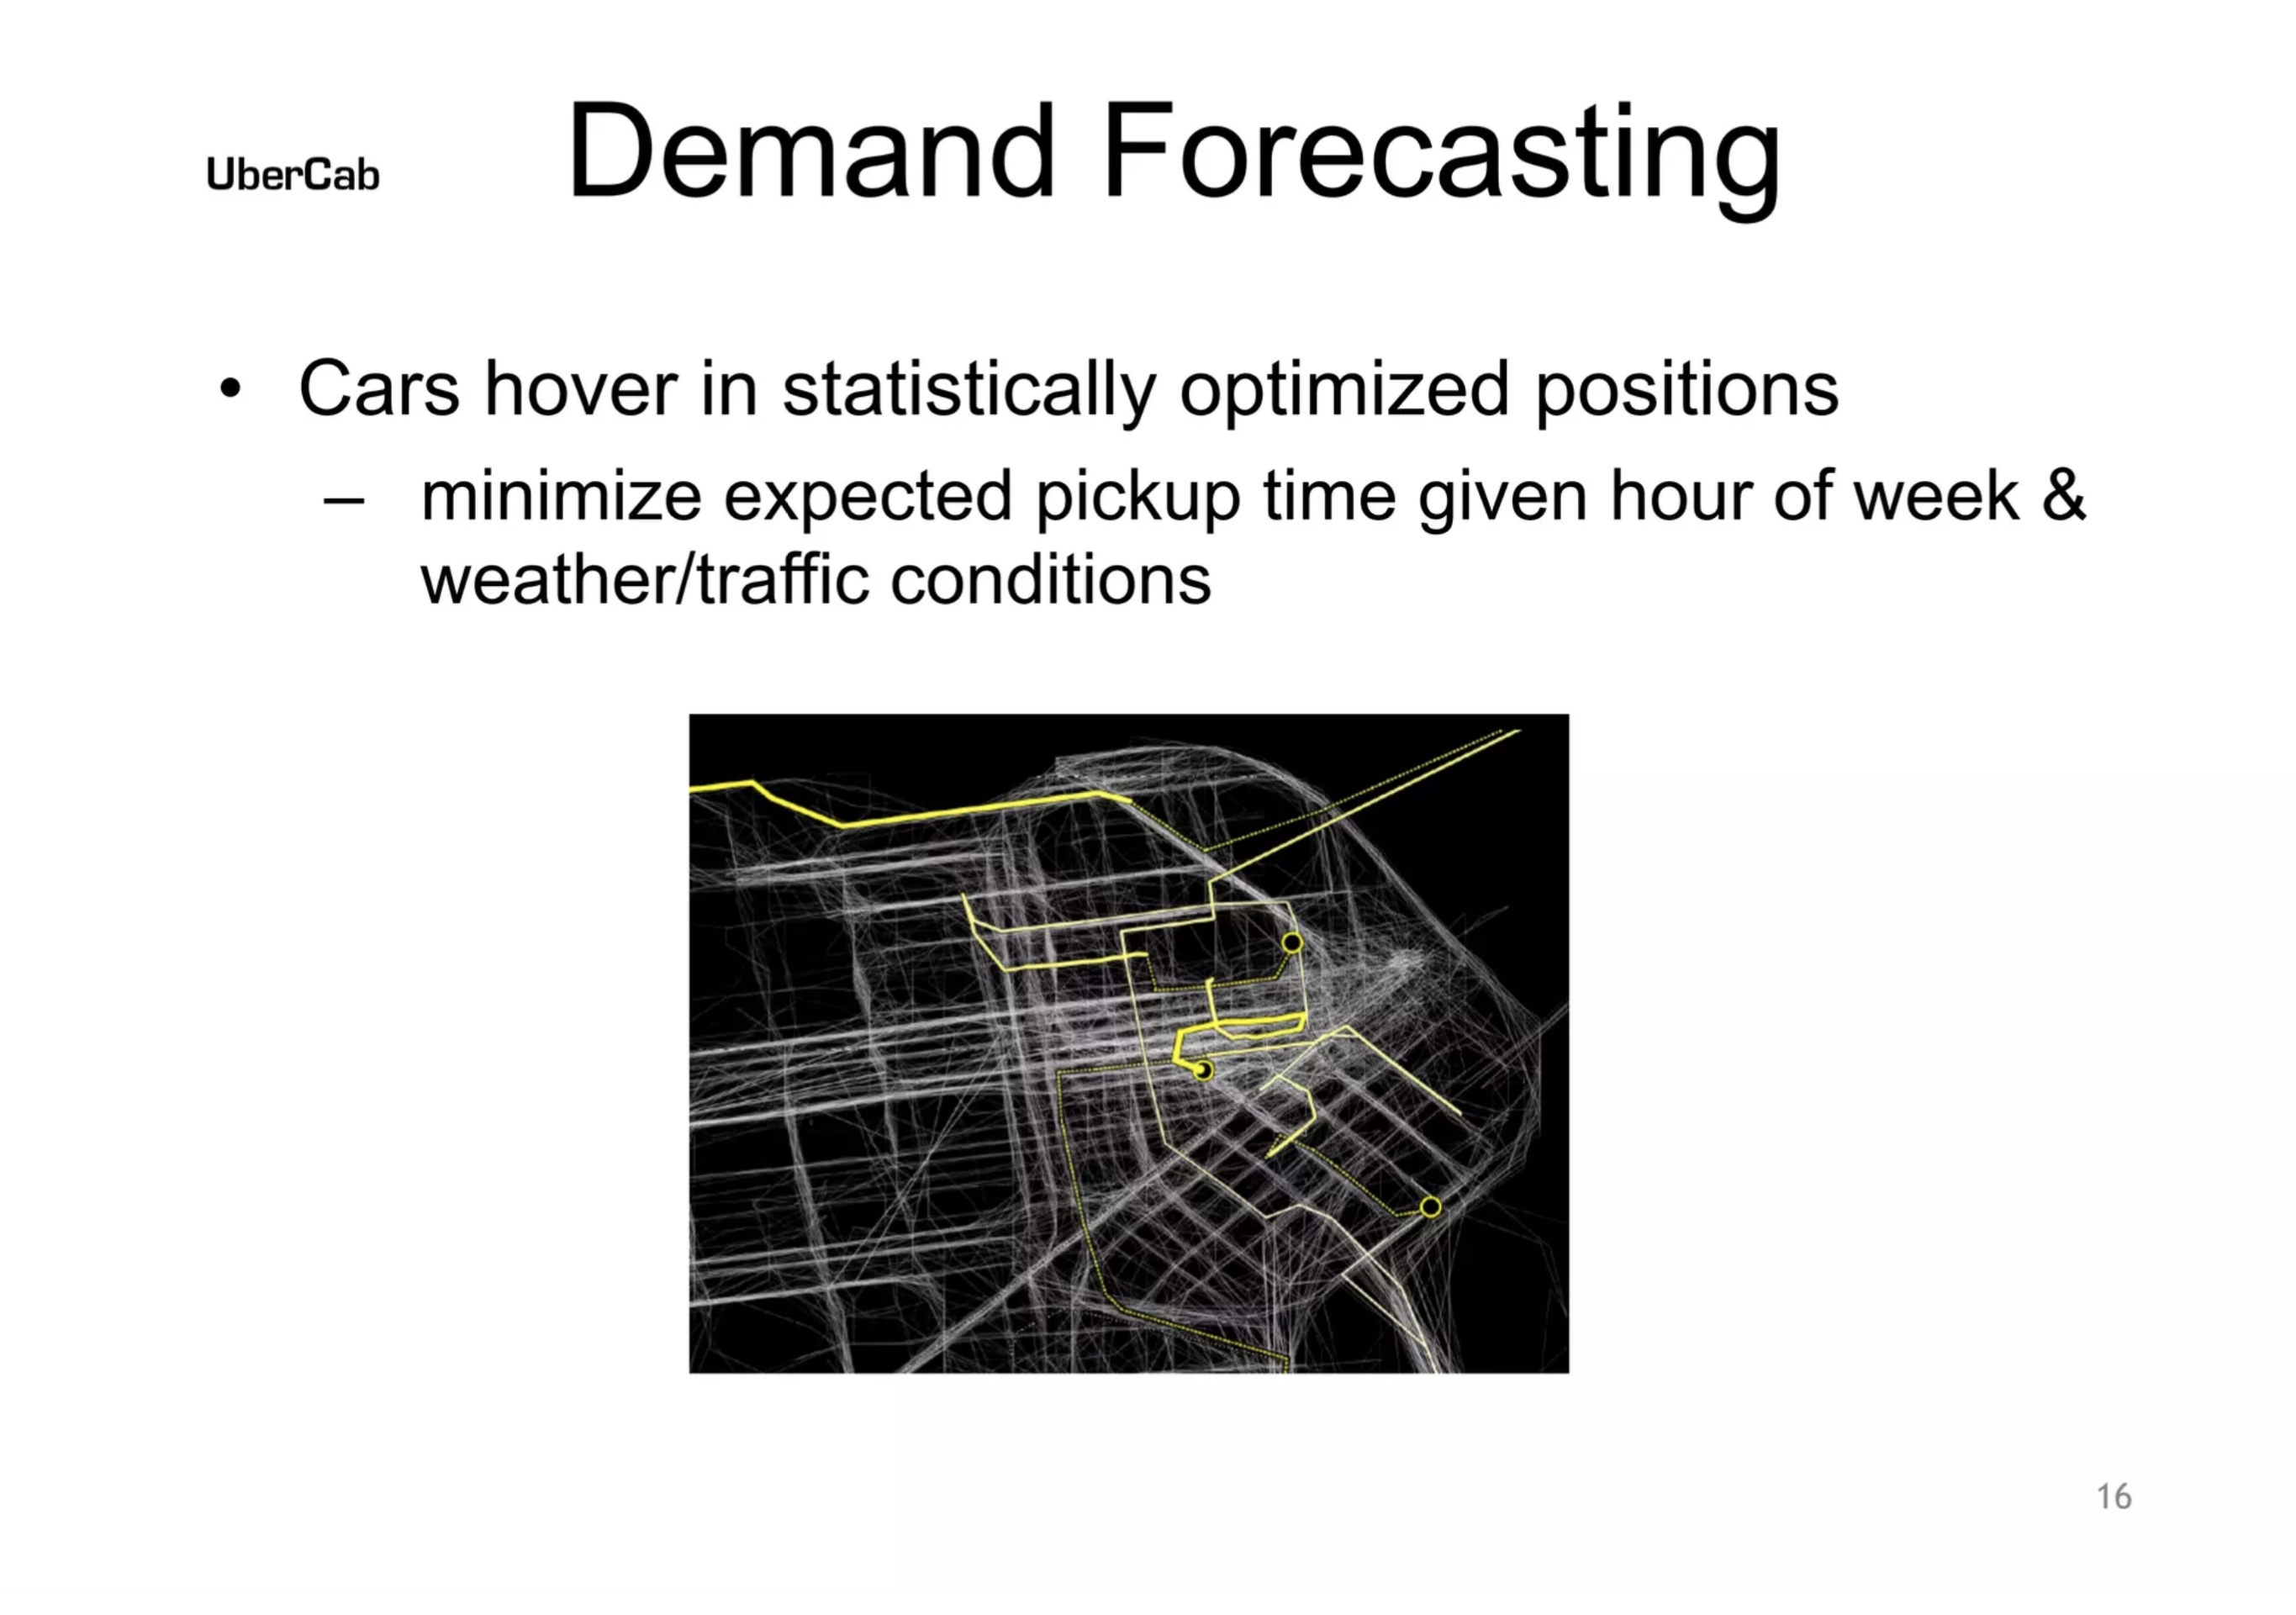 UberCab
Demand Forecasting
• Cars hover in statistically optimized positions
– minimize expected pickup time given hour of week &
weather/traffic conditions
16